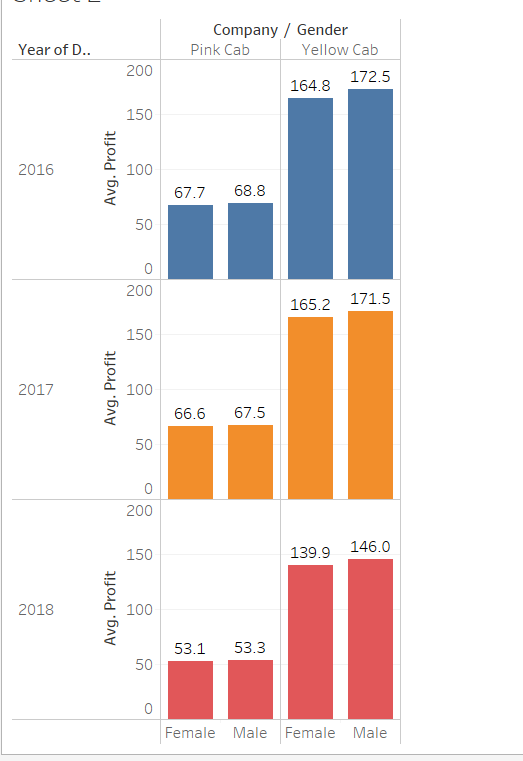 Company / Gender
Year of D.. Pink Cab Yellow Cab
200
150
100
50
0
Avg. Profit
2016
67.7 68.8 164.8 172.5
200
150
100
50
0
Avg. Profit
2017
66.6 67.5 165.2 171.5
200
150
100
50
0
Avg. Profit
2018
53.1 53.3 139.9 146.0
Female Male Female Male